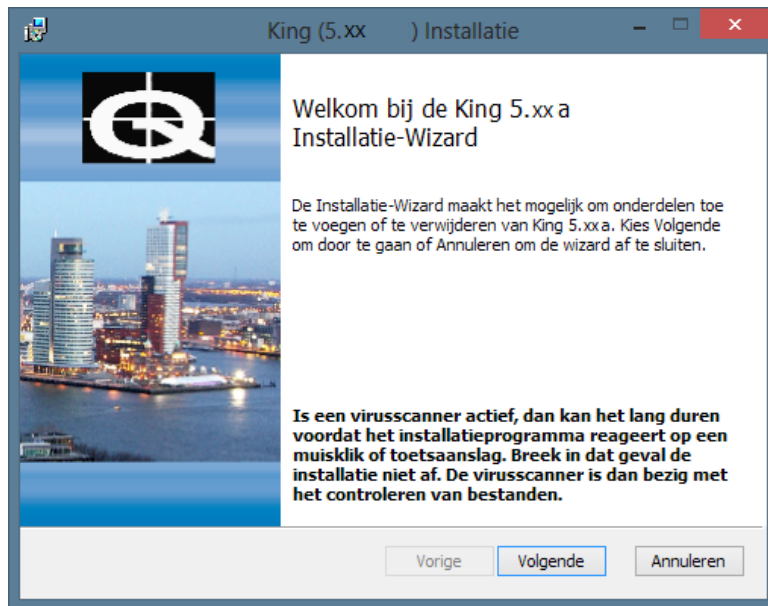 King (5.xx ) Installatie
Welkom bij de King 5.xx a
Installatie-Wizard
De Installatie-Wizard maakt het mogelijk om onderdelen toe
te voegen of te verwijderen van King 5.xx a. Kies Volgende
om door te gaan of Annuleren om de wizard af te sluiten.
Is een virusscanner actief, dan kan het lang duren
voordat het installatieprogramma reageert op een
muisklik of toetsaanslag. Breek in dat geval de
installatie niet af. De virusscanner is dan bezig met
het controleren van bestanden.
Vorige
Volgende
Annuleren